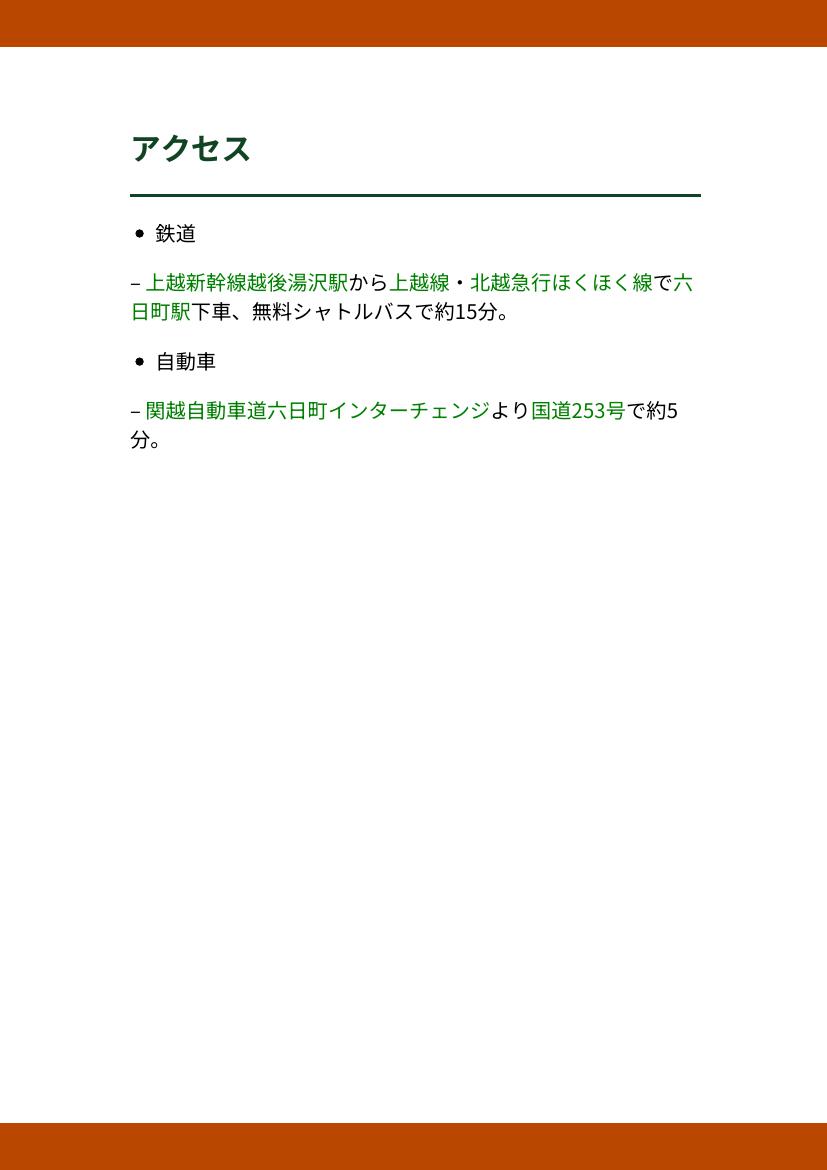 アクセス
• 鉄道
– 上越新幹線越後湯沢駅から上越線・北越急行ほくほく線で六
日町駅下車、無料シャトルバスで約15分。
• 自動車
– 関越自動車道六日町インターチェンジより国道253号で約5
分。